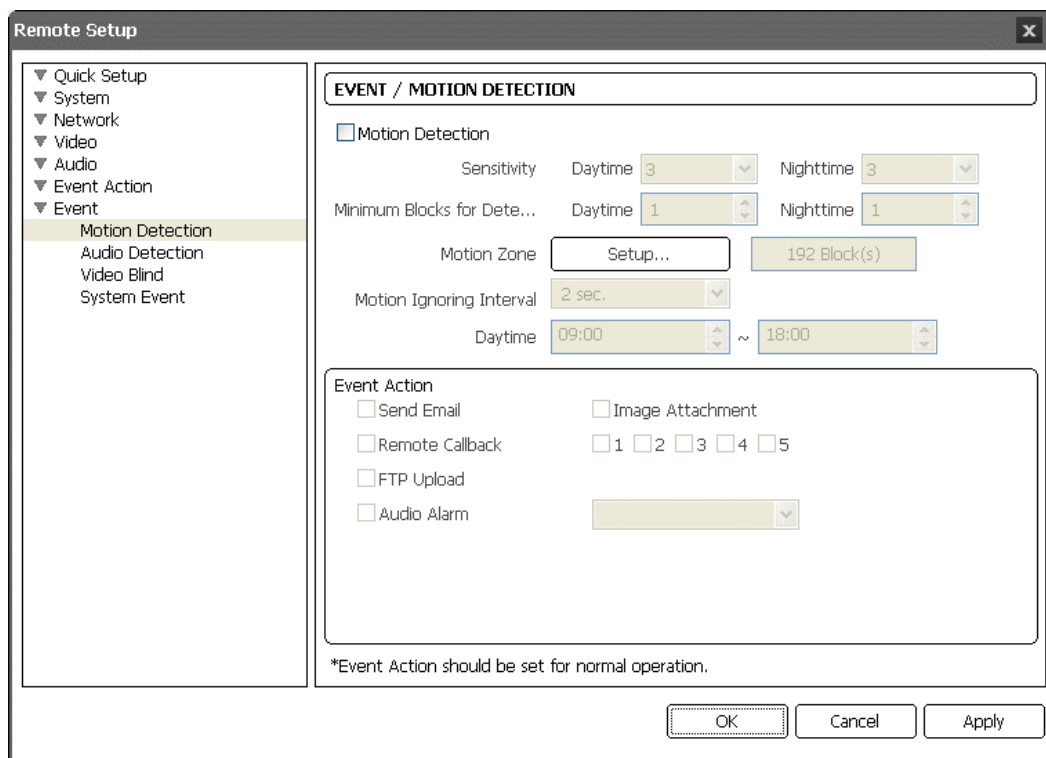 Remote Setup
Quick Setup
System
Network
Video
Audio
Event Action
Event
Motion Detection
Audio Detection
Video Blind
System Event
EVENT / MOTION DETECTION
Motion Detection
Sensitivity Daytime 3 Nighttime 3
Minimum Blocks for Dete... Daytime 1 Nighttime 1
Motion Zone Setup... 192 Block(s)
Motion Ignoring Interval 2 sec.
Daytime 09:00 ~ 18:00
Event Action
Send Email Image Attachment
Remote Callback 1 2 3 4 5
FTP Upload
Audio Alarm
*Event Action should be set for normal operation.
OK Cancel Apply